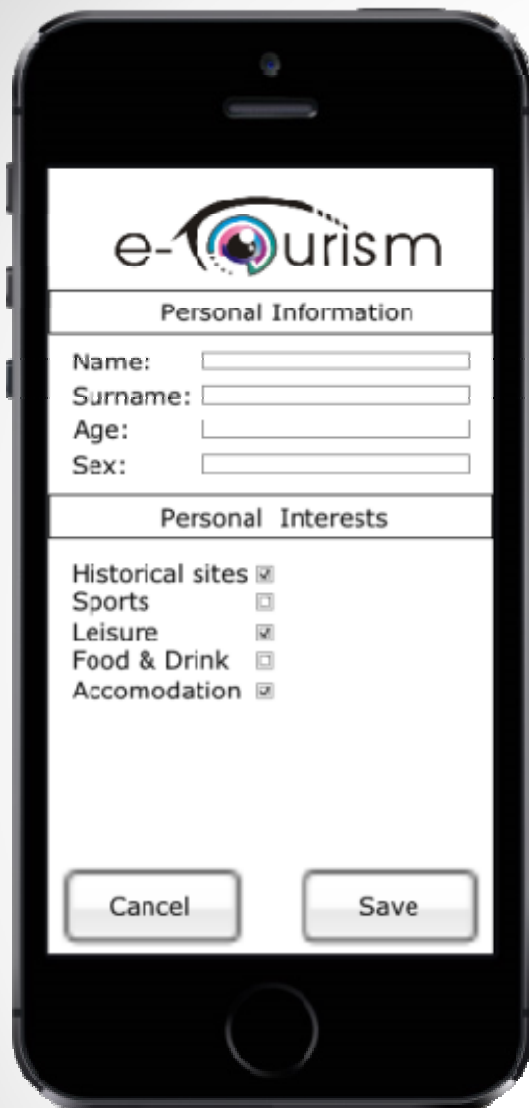 e-Tourism
Personal Information
Name:
Surname:
Age:
Sex:
Personal Interests
Historical sites
Sports
Leisure
Food & Drink
Accomodation
Cancel
Save